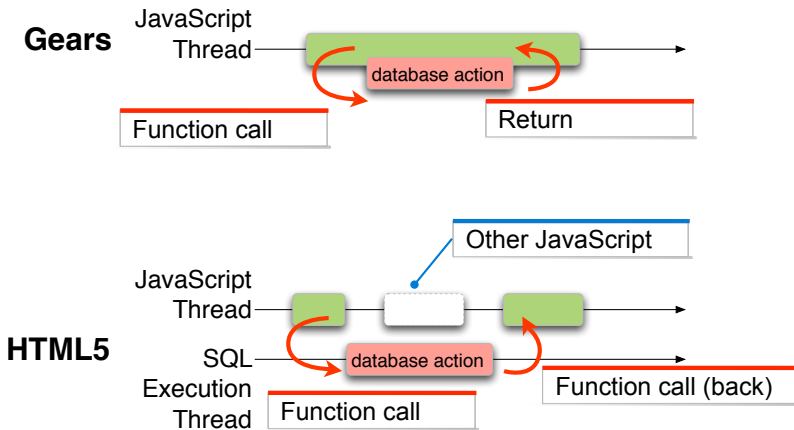 Gears
JavaScript
Thread
database action
Function call
Return
Other JavaScript
JavaScript
Thread
HTML5
SQL
Execution
Thread
database action
Function call
Function call (back)